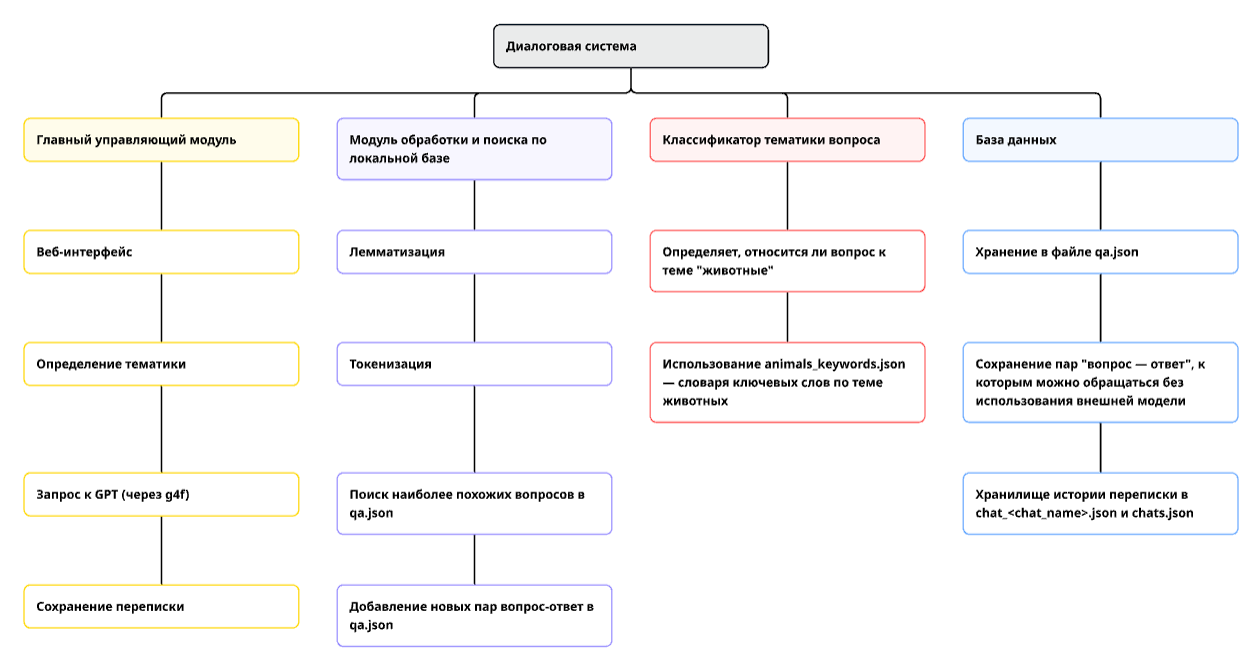 Диалоговая система
Главный управляющий модуль
Веб-интерфейс
Определение тематики
Запрос к GPT (через g4f)
Сохранение переписки
Модуль обработки и поиска по
локальной базе
Лемматизация
Токенизация
Поиск наиболее похожих вопросов в
qa.json
Добавление новых пар вопрос-ответ в
qa.json
Классификатор тематики вопроса
Определяет, относится ли вопрос к
теме "животные"
Использование animals_keywords.json
— словаря ключевых слов по теме
животных
База данных
Хранение в файле qa.json
Сохранение пар "вопрос — ответ", к
которым можно обращаться без
использования внешней модели
Хранилище истории переписки в
chat_<chat_name>.json и chats.json